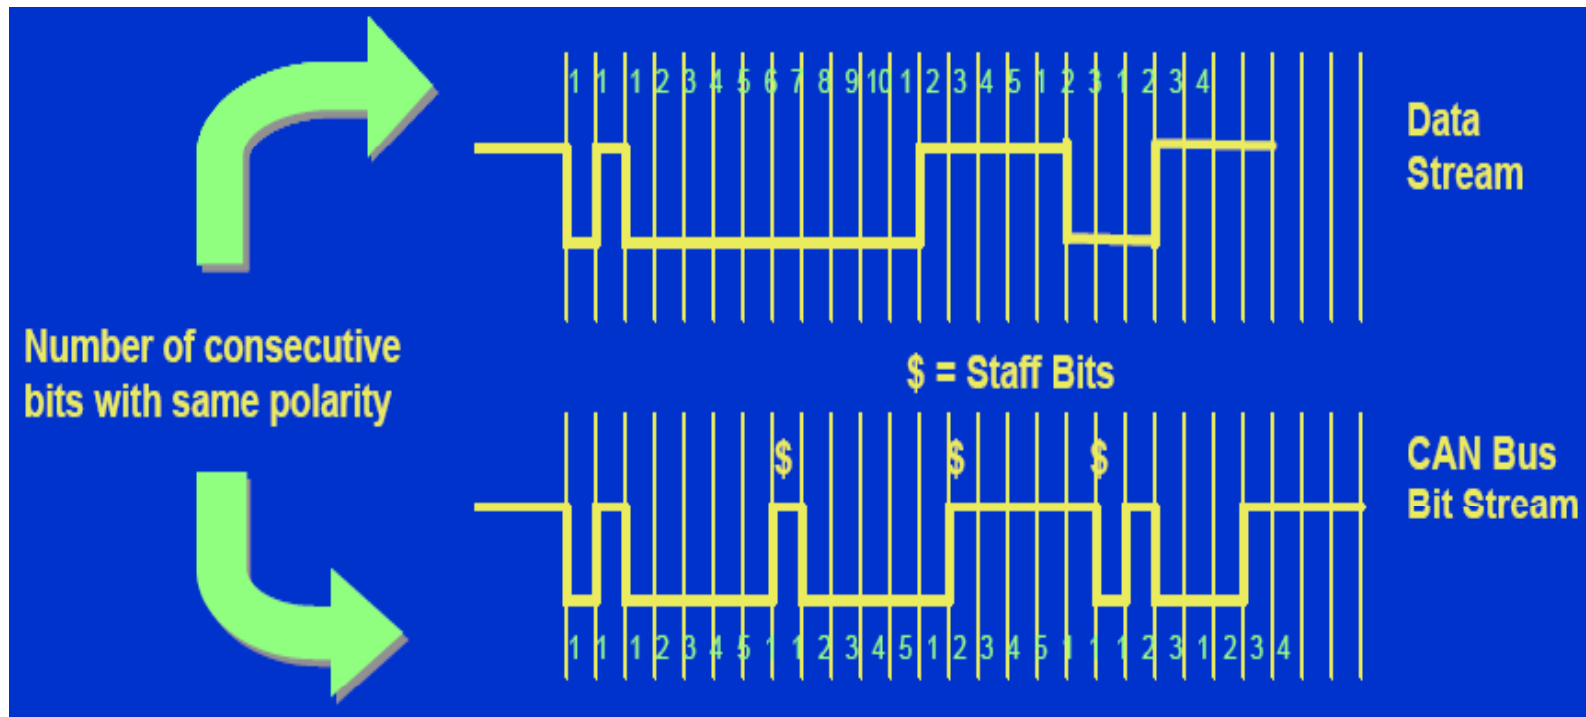 1 1 1 2 3 4 5 6 7 8 9 10 1 2 3 4 5 1 2 3 1 2 3 4
Data
Stream
Number of consecutive
bits with same polarity
$ = Staff Bits
$ $ $
CAN Bus
Bit Stream
1 1 1 2 3 4 5 1 1 2 3 4 5 1 2 3 4 5 1 1 1 2 3 1 2 3 4